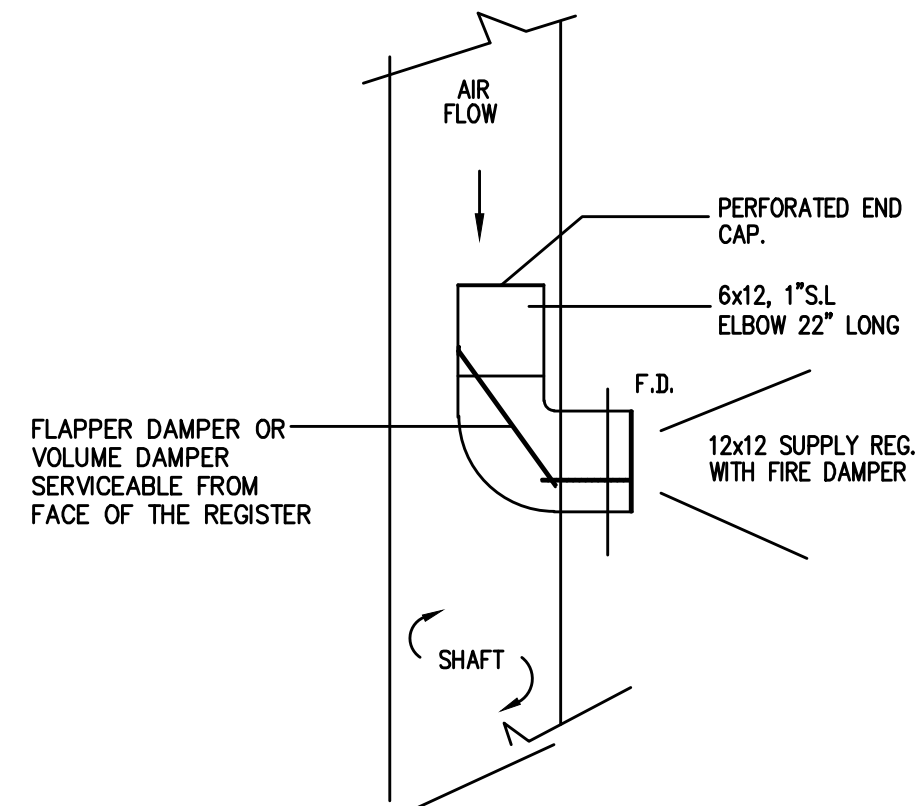 AIR
FLOW
PERFORATED END
CAP.
6x12, 1"S.L
ELBOW 22" LONG
F.D.
FLAPPER DAMPER OR
VOLUME DAMPER
SERVICEABLE FROM
FACE OF THE REGISTER
12x12 SUPPLY REG.
WITH FIRE DAMPER
SHAFT